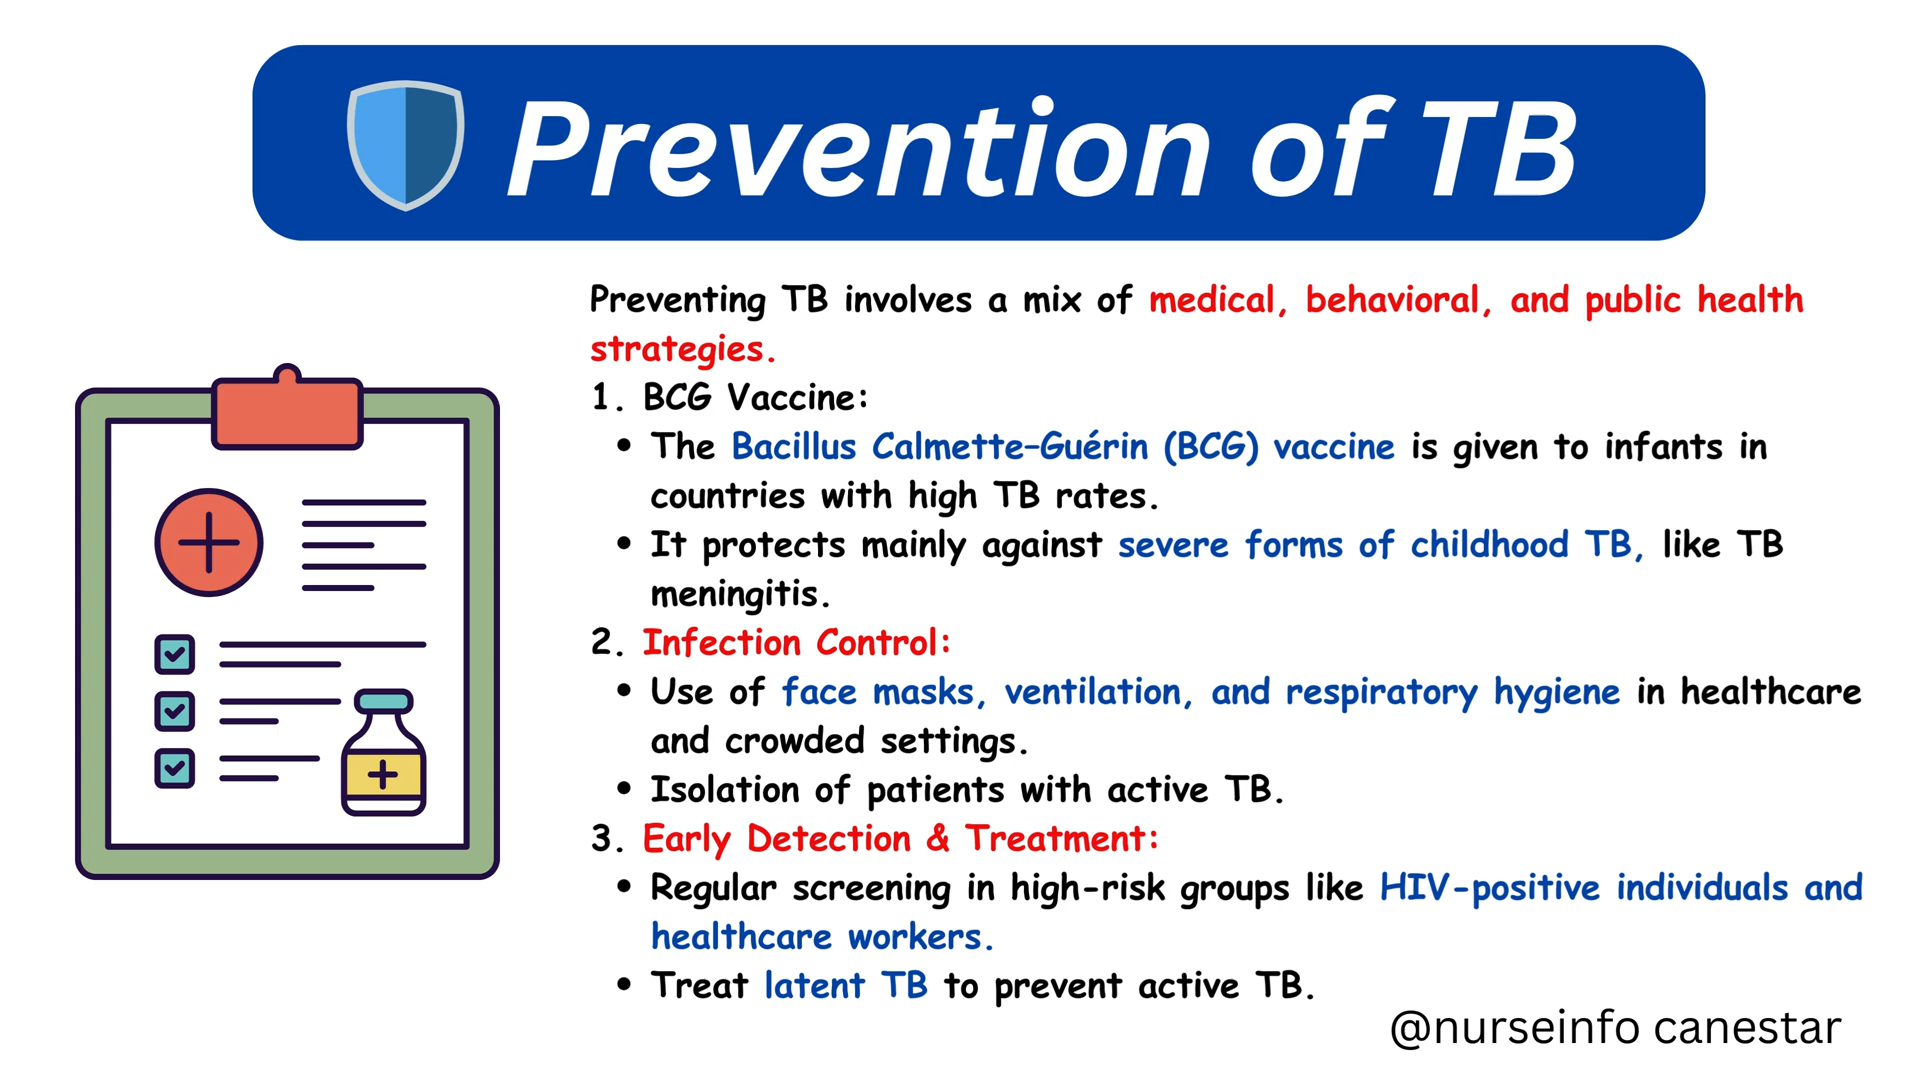 Prevention of TB
Preventing TB involves a mix of medical, behavioral, and public health
strategies.
1. BCG Vaccine:
• The Bacillus Calmette–Guérin (BCG) vaccine is given to infants in
countries with high TB rates.
• It protects mainly against severe forms of childhood TB, like TB
meningitis.
2. Infection Control:
• Use of face masks, ventilation, and respiratory hygiene in healthcare
and crowded settings.
• Isolation of patients with active TB.
3. Early Detection & Treatment:
• Regular screening in high-risk groups like HIV-positive individuals and
healthcare workers.
• Treat latent TB to prevent active TB.
@nurseinfo canestar